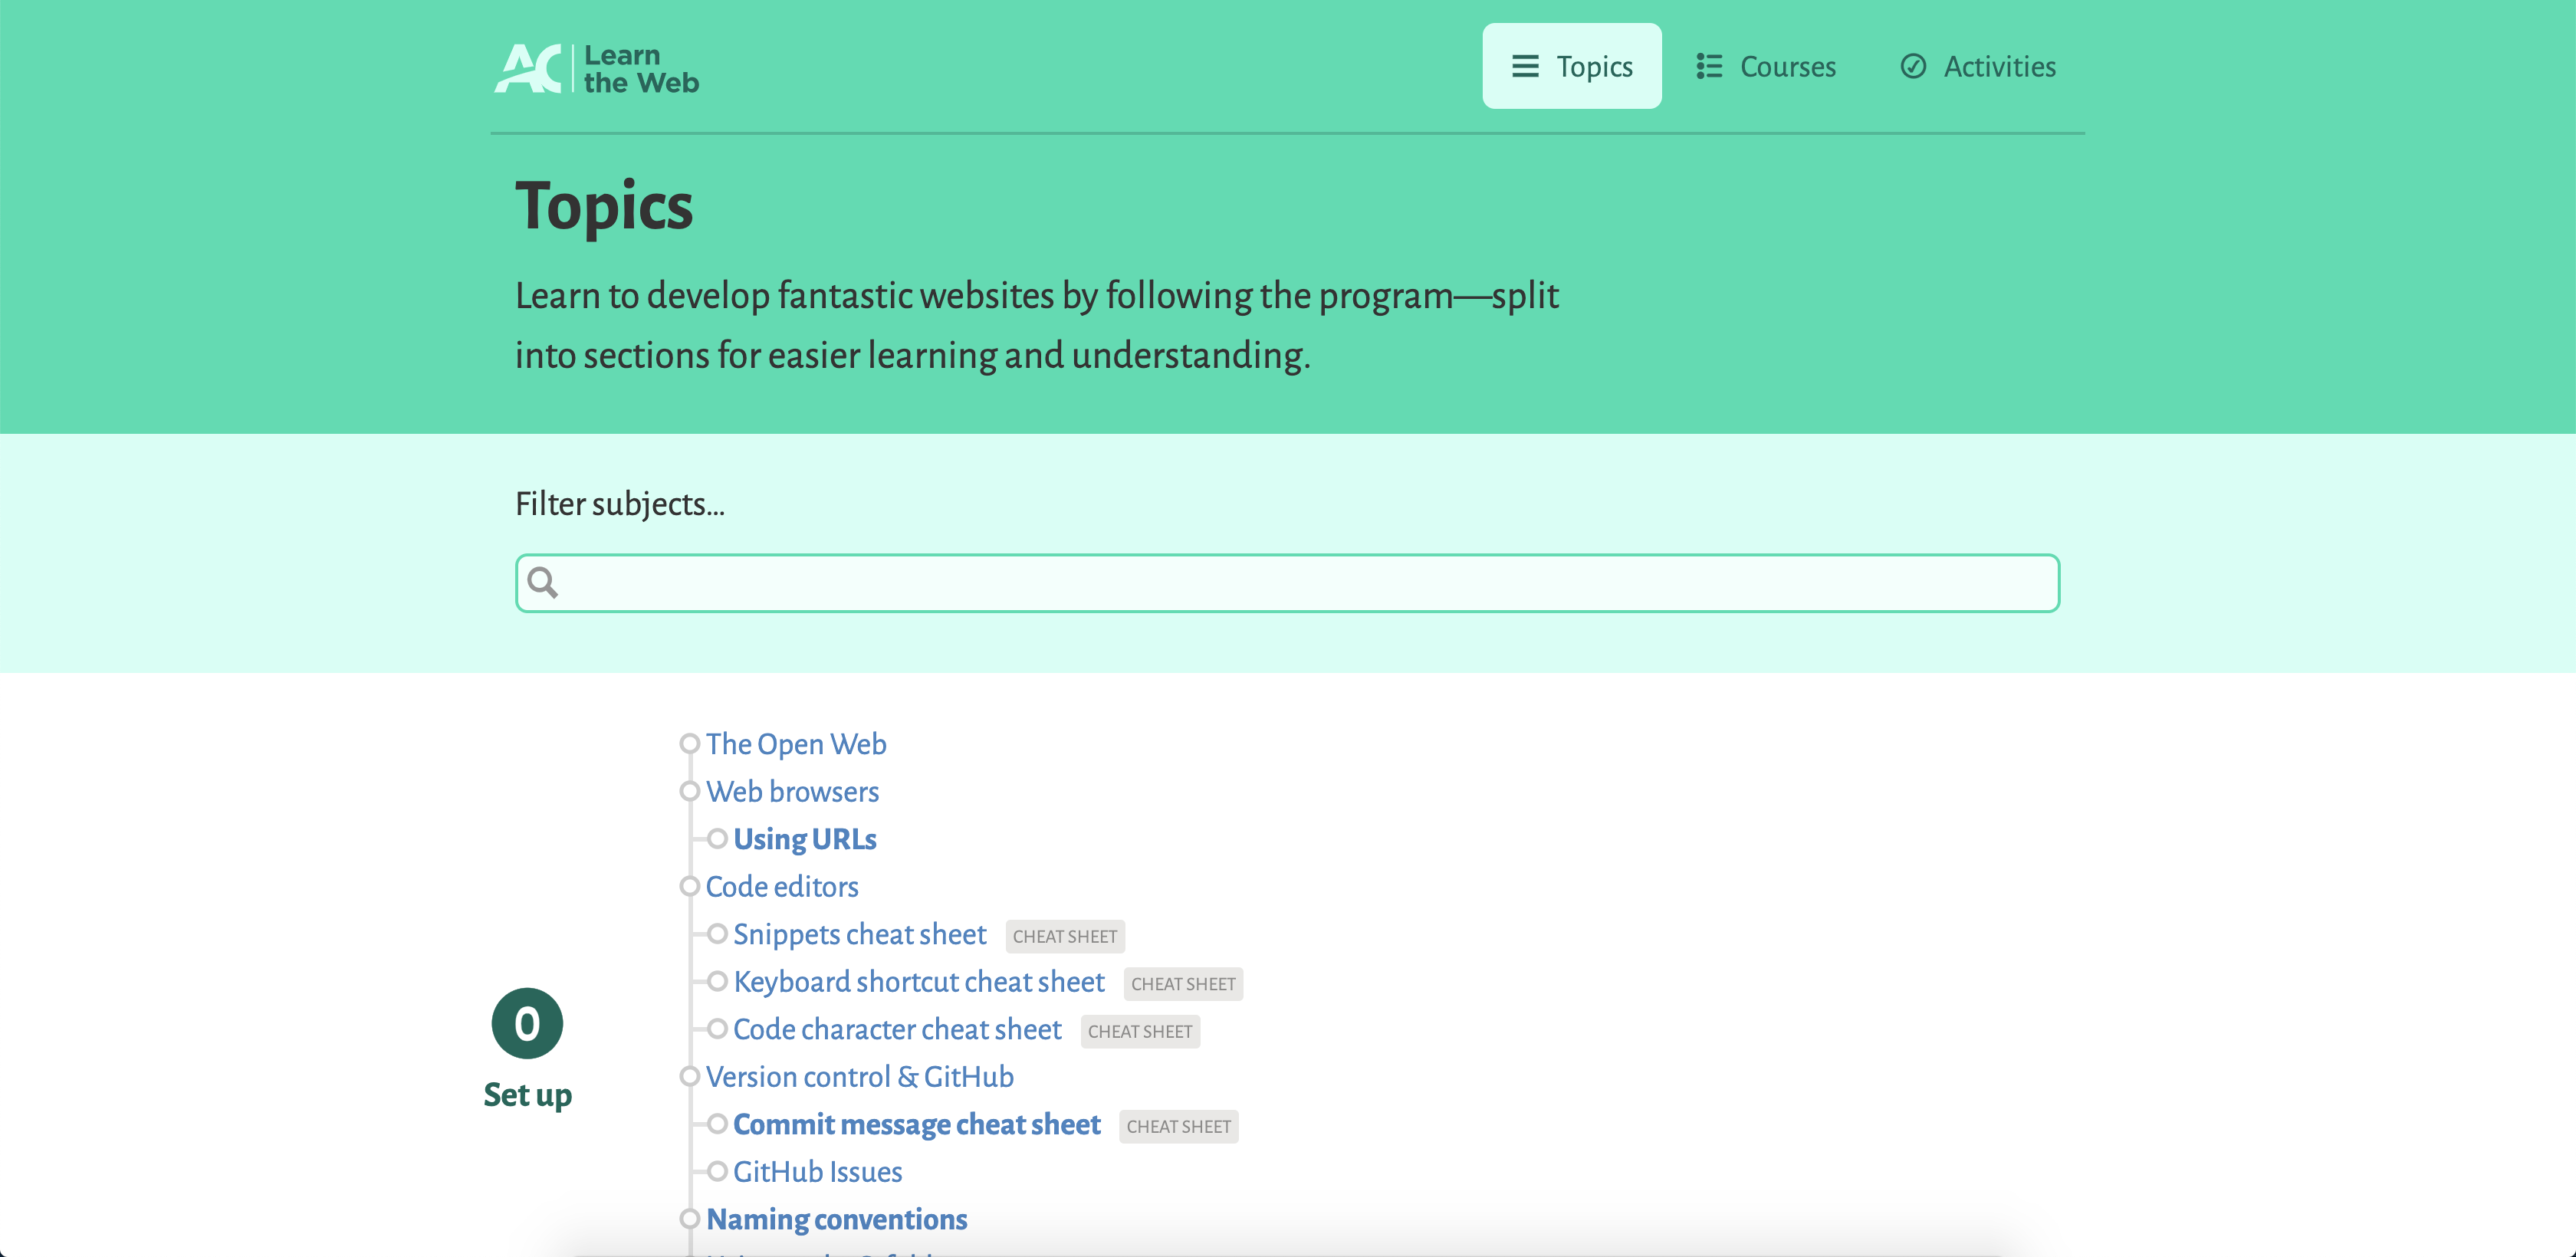 AC
Learn
the Web
Topics
Courses
Activities
Topics
Learn to develop fantastic websites by following the program—split
into sections for easier learning and understanding.
Filter subjects…
The Open Web
Web browsers
Using URLs
Code editors
Snippets cheat sheet CHEAT SHEET
Keyboard shortcut cheat sheet CHEAT SHEET
Code character cheat sheet CHEAT SHEET
0
Set up
Version control & GitHub
Commit message cheat sheet CHEAT SHEET
GitHub Issues
Naming conventions